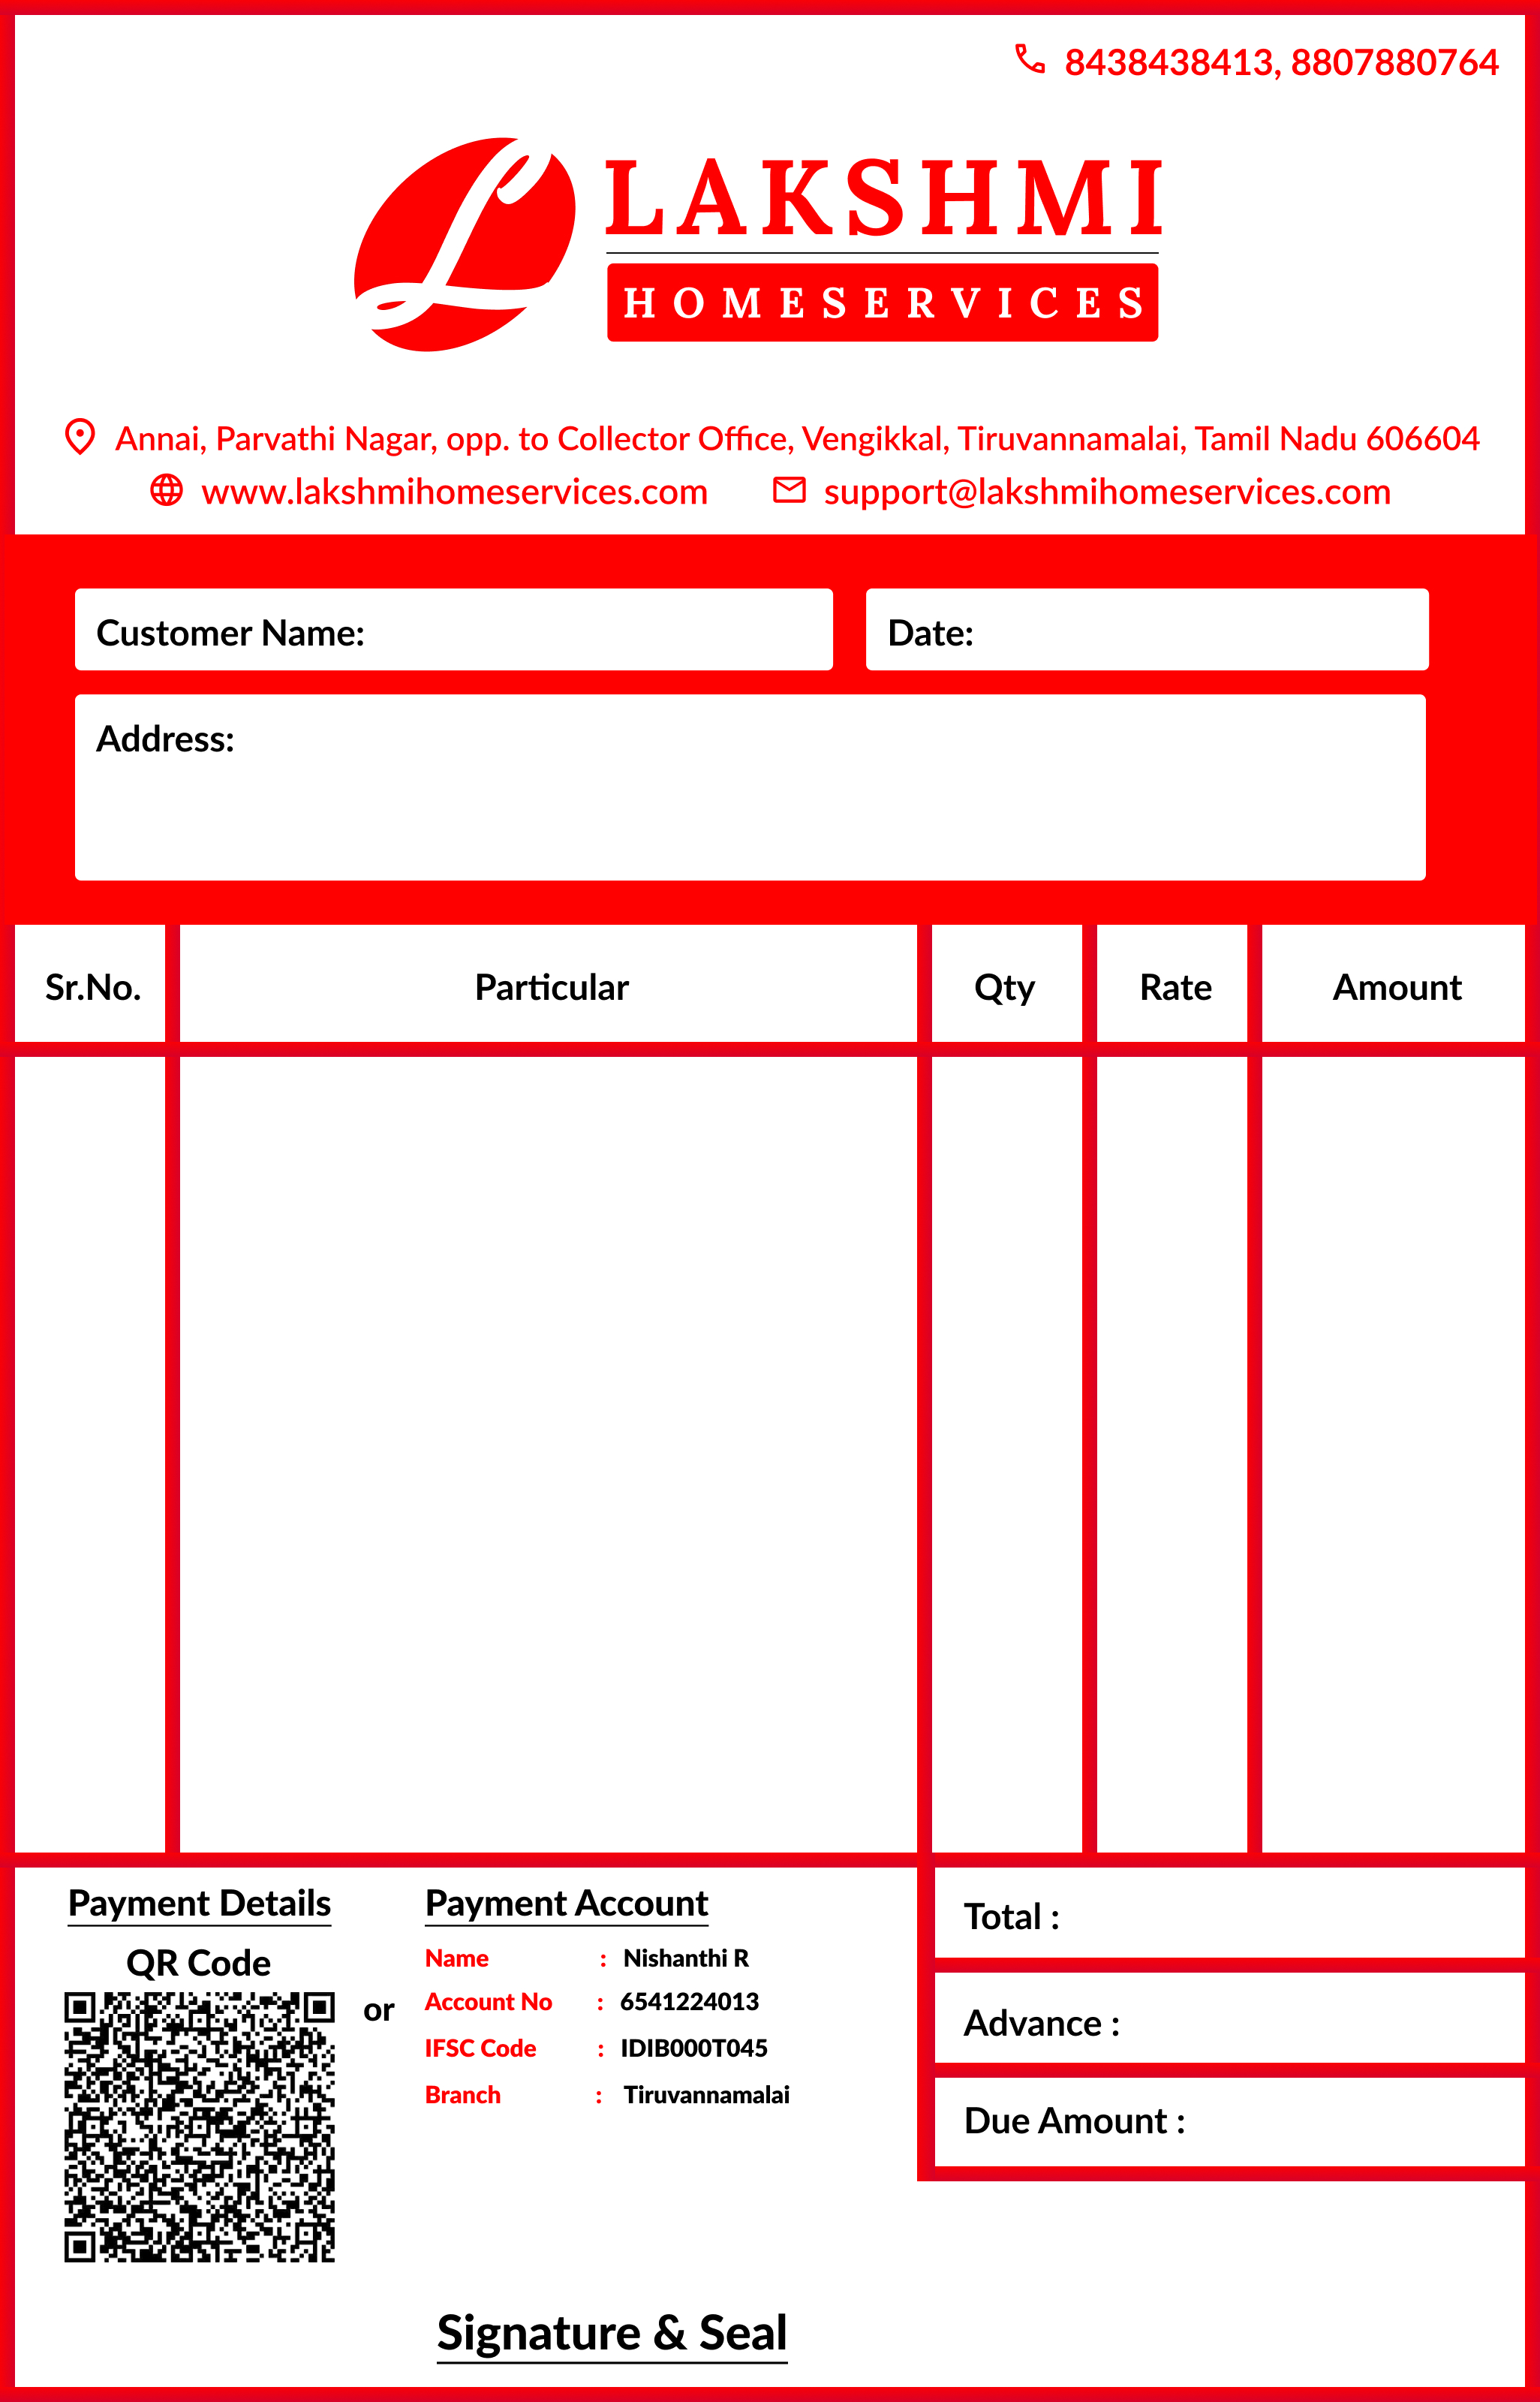 8438438413, 8807880764
LAKSHMI
HOMESERVICES
Annai, Parvathi Nagar, opp. to Collector Office, Vengikkal, Tiruvannamalai, Tamil Nadu 606604
www.lakshmihomeservices.com support@lakshmihomeservices.com
Customer Name: Date:
Address:
Sr.No. Particular Qty Rate Amount
Payment Details
QR Code
or
Payment Account
Name : Nishanthi R
Account No : 6541224013
IFSC Code : IDIB000T045
Branch : Tiruvannamalai
Total :
Advance :
Due Amount :
Signature & Seal